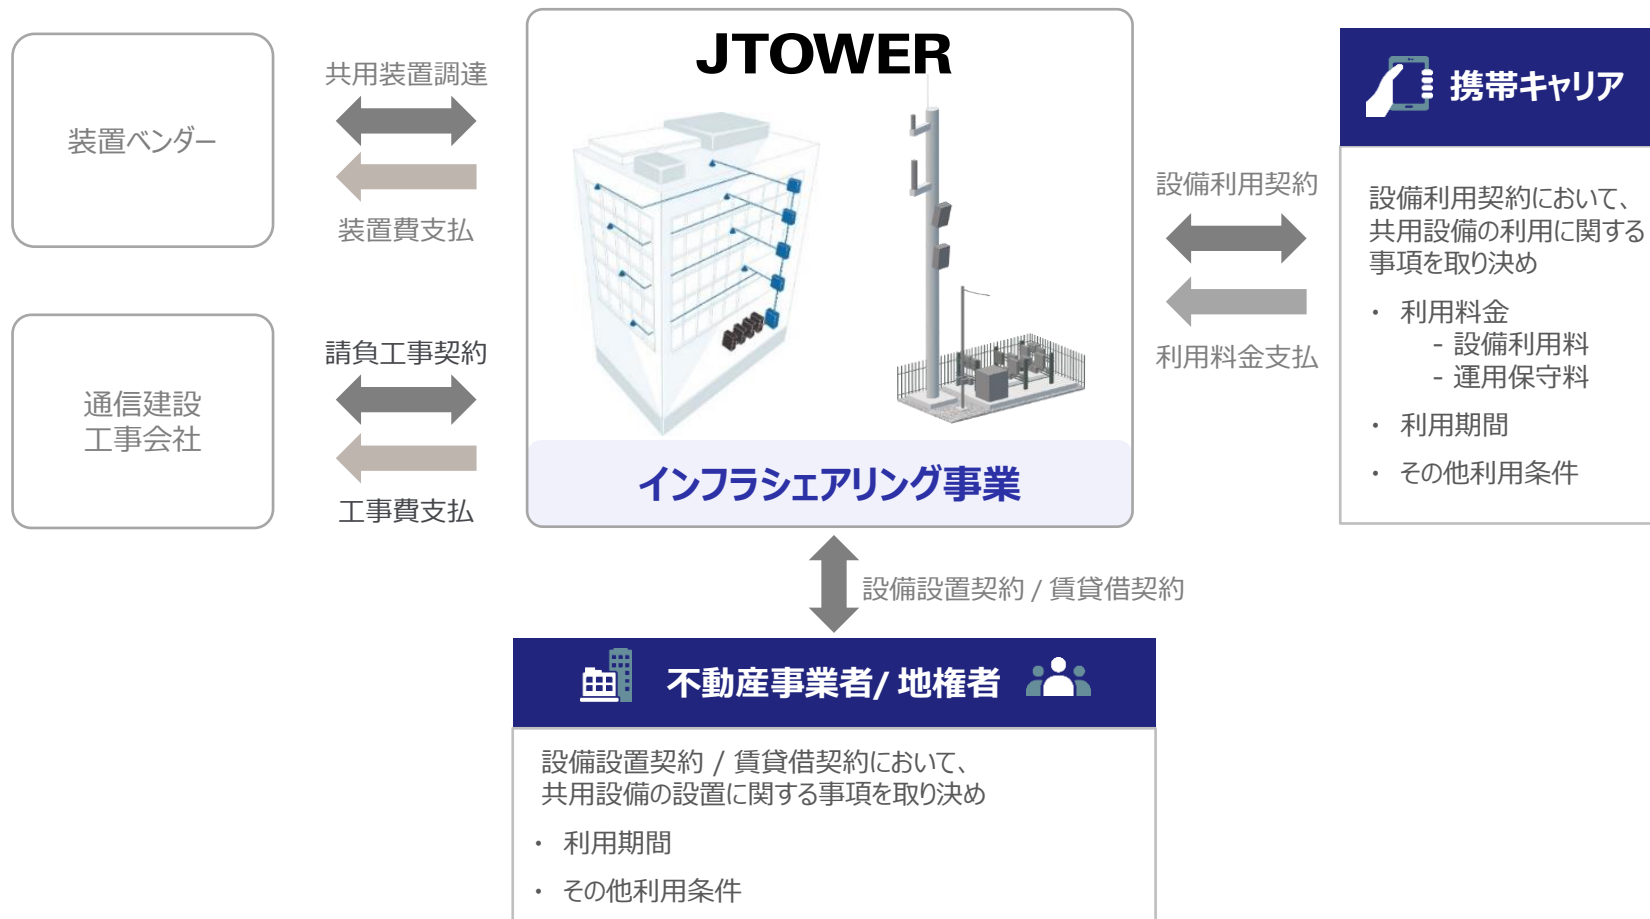 JTOWER
装置ベンダー
共用装置調達
装置費支払
通信建設
工事会社
請負工事契約
工事費支払
インフラシェアリング事業
設備利用契約
利用料金支払
携帯キャリア
設備利用契約において、
共用設備の利用に関する
事項を取り決め
・ 利用料金
- 設備利用料
- 運用保守料
・ 利用期間
・ その他利用条件
設備設置契約 / 賃貸借契約
不動産事業者/ 地権者
設備設置契約 / 賃貸借契約において、
共用設備の設置に関する事項を取り決め
・ 利用期間
・ その他利用条件